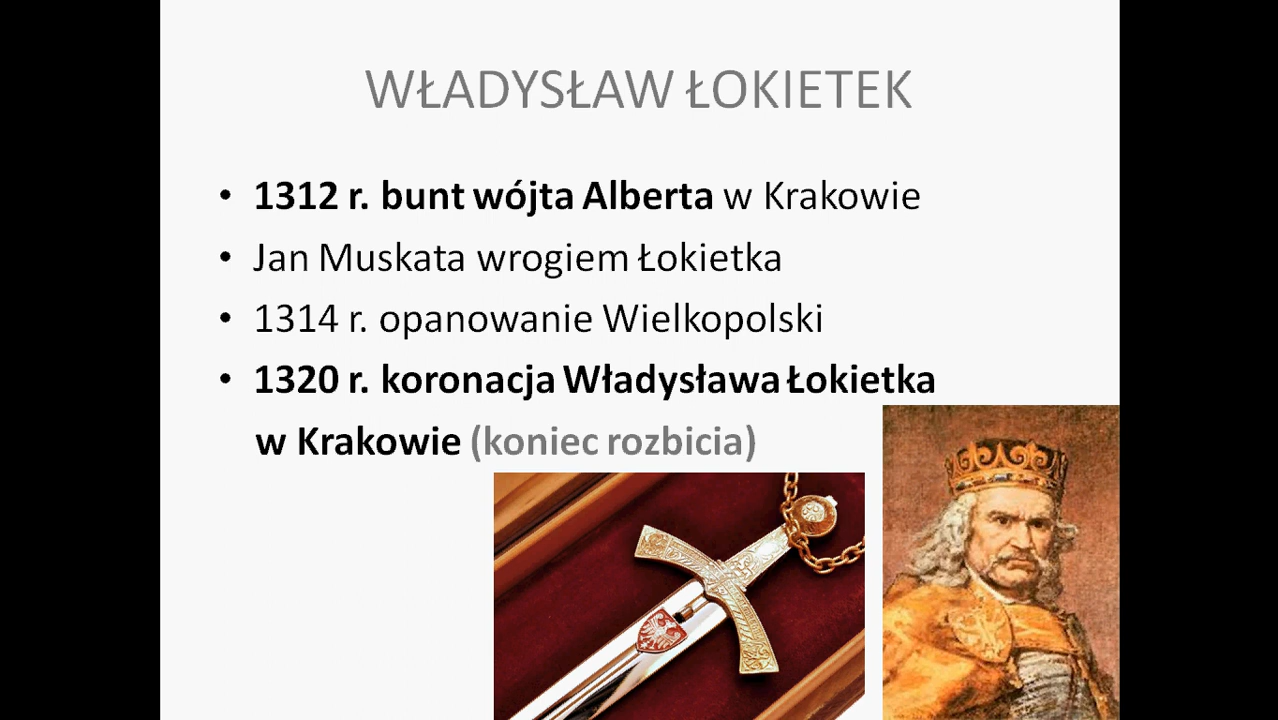 WŁADYSŁAW ŁOKIETEK
• 1312 r. bunt wójta Alberta w Krakowie
• Jan Muskata wrogiem Łokietka
• 1314 r. opanowanie Wielkopolski
• 1320 r. koronacja Władysława Łokietka
w Krakowie (koniec rozbicia)